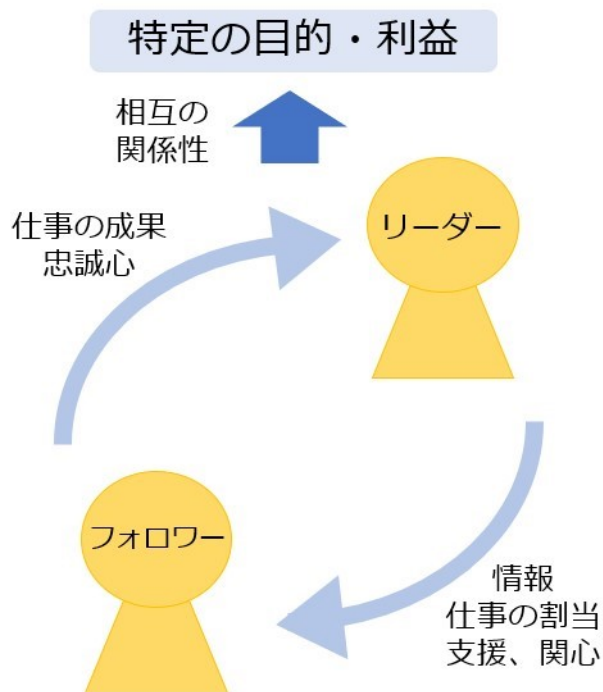 特定の目的・利益
相互の
関係性
仕事の成果
忠誠心
リーダー
フォロワー
情報
仕事の割当
支援、関心